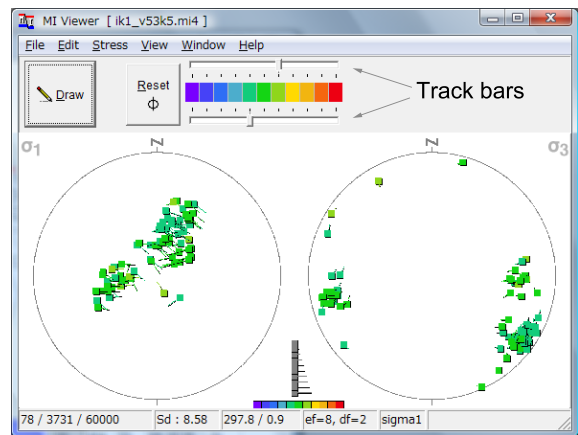 MI Viewer [ ik1_v53k5.mi4 ]
File Edit Stress View Window Help
Draw
Reset
Φ
Track bars
σ1
N
N
σ3
78 / 3731 / 60000 Sd : 8.58 297.8 / 0.9 ef=8, df=2 sigma1